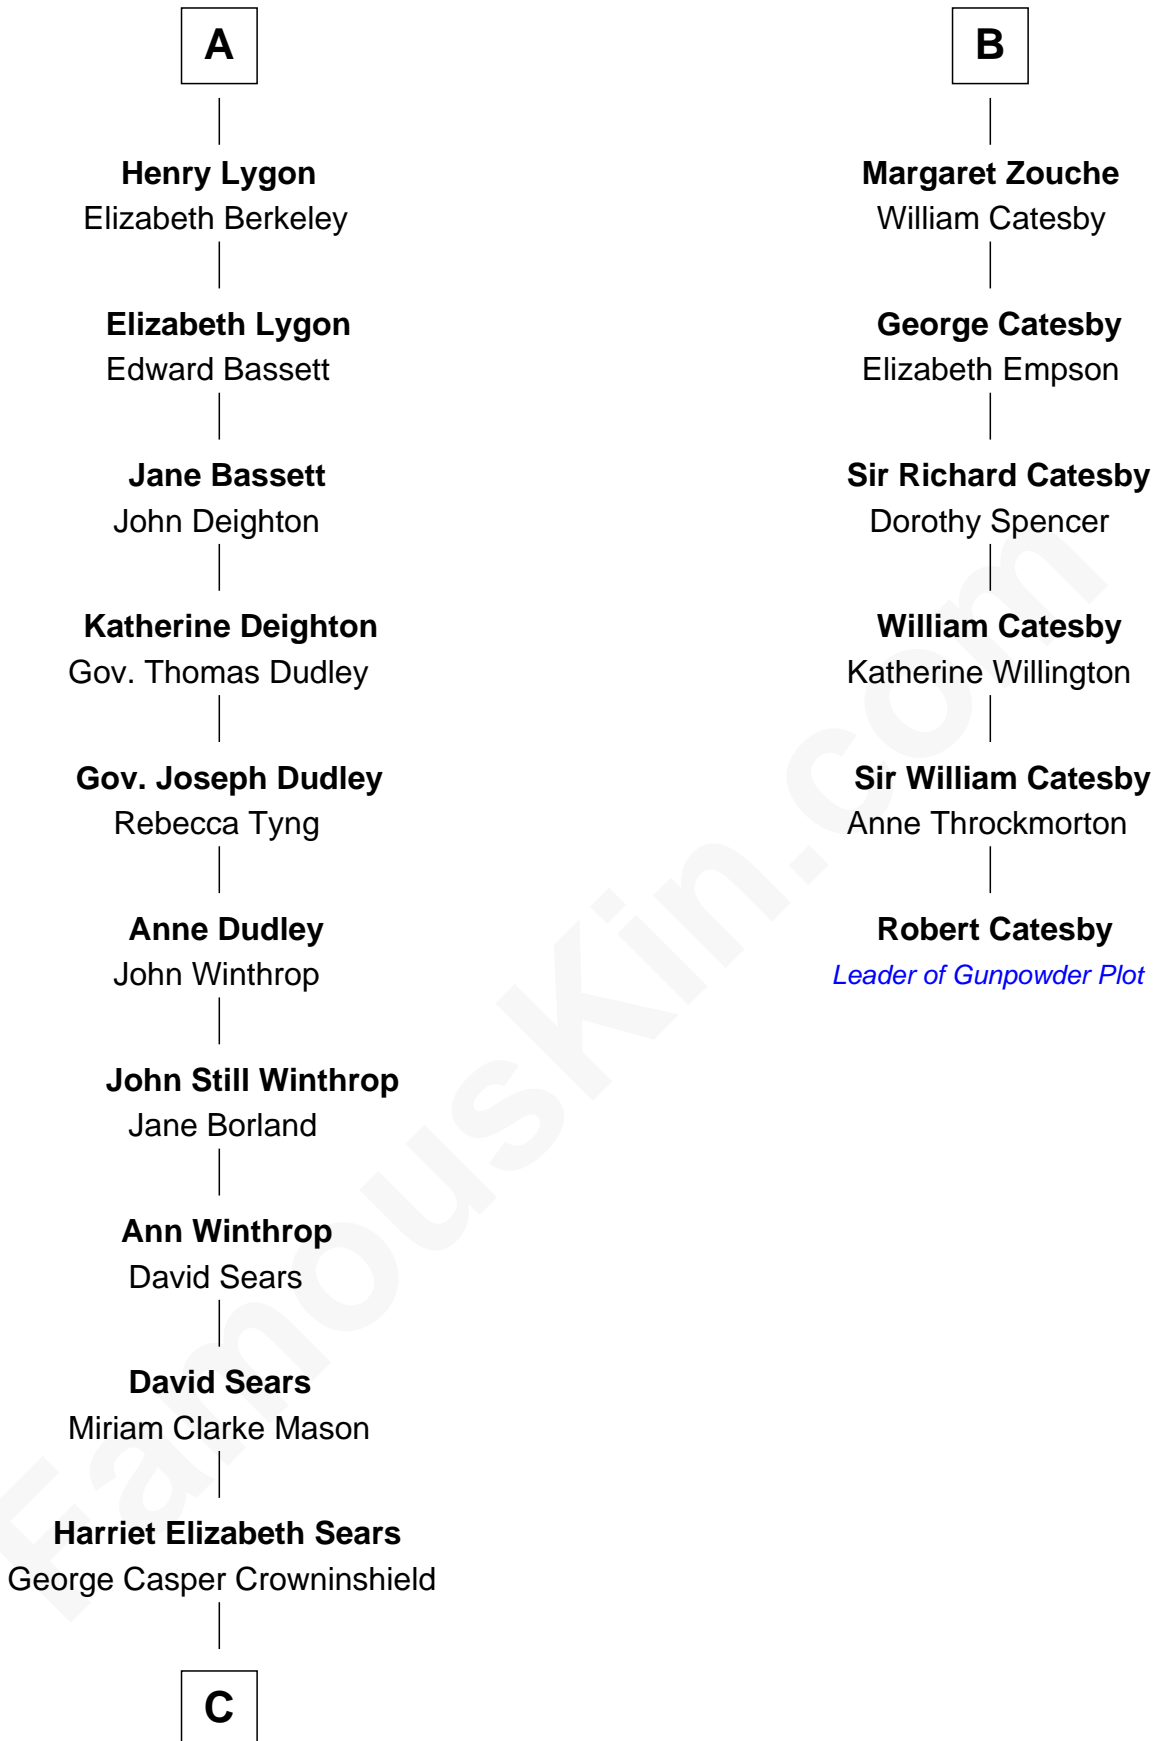 A
Henry Lygon
Elizabeth Berkeley
Elizabeth Lygon
Edward Bassett
Jane Bassett
John Deighton
Katherine Deighton
Gov. Thomas Dudley
Gov. Joseph Dudley
Rebecca Tyng
Anne Dudley
John Winthrop
John Still Winthrop
Jane Borland
Ann Winthrop
David Sears
David Sears
Miriam Clarke Mason
Harriet Elizabeth Sears
George Casper Crowninshield
C
B
Margaret Zouche
William Catesby
George Catesby
Elizabeth Empson
Sir Richard Catesby
Dorothy Spencer
William Catesby
Katherine Willington
Sir William Catesby
Anne Throckmorton
Robert Catesby
Leader of Gunpowder Plot
FamousKin.com